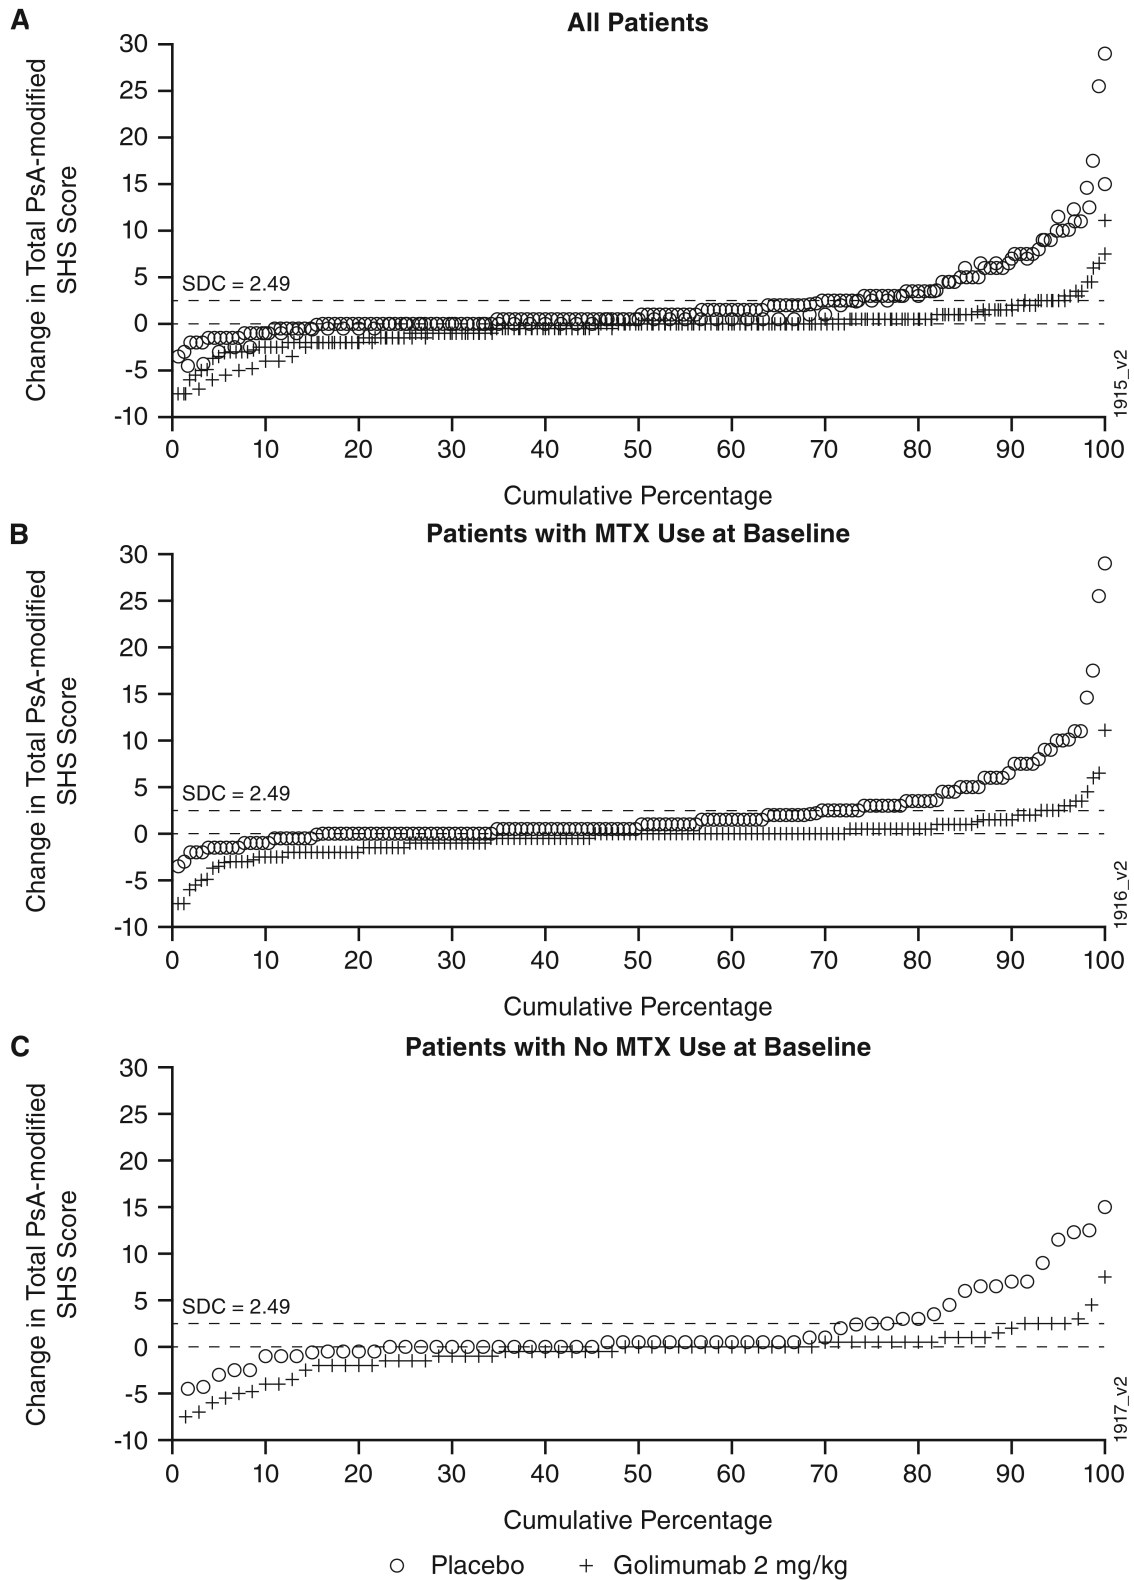 A
All Patients
Change in Total PsA-modified
SHS Score
30
25
20
15
10
5
0
-5
-10
SDC = 2.49
0 10 20 30 40 50 60 70 80 90 100
Cumulative Percentage
1915_v2
B
Patients with MTX Use at Baseline
Change in Total PsA-modified
SHS Score
30
25
20
15
10
5
0
-5
-10
SDC = 2.49
0 10 20 30 40 50 60 70 80 90 100
Cumulative Percentage
1916_v2
C
Patients with No MTX Use at Baseline
Change in Total PsA-modified
SHS Score
30
25
20
15
10
5
0
-5
-10
SDC = 2.49
0 10 20 30 40 50 60 70 80 90 100
Cumulative Percentage
1917_v2
Placebo Golimumab 2 mg/kg